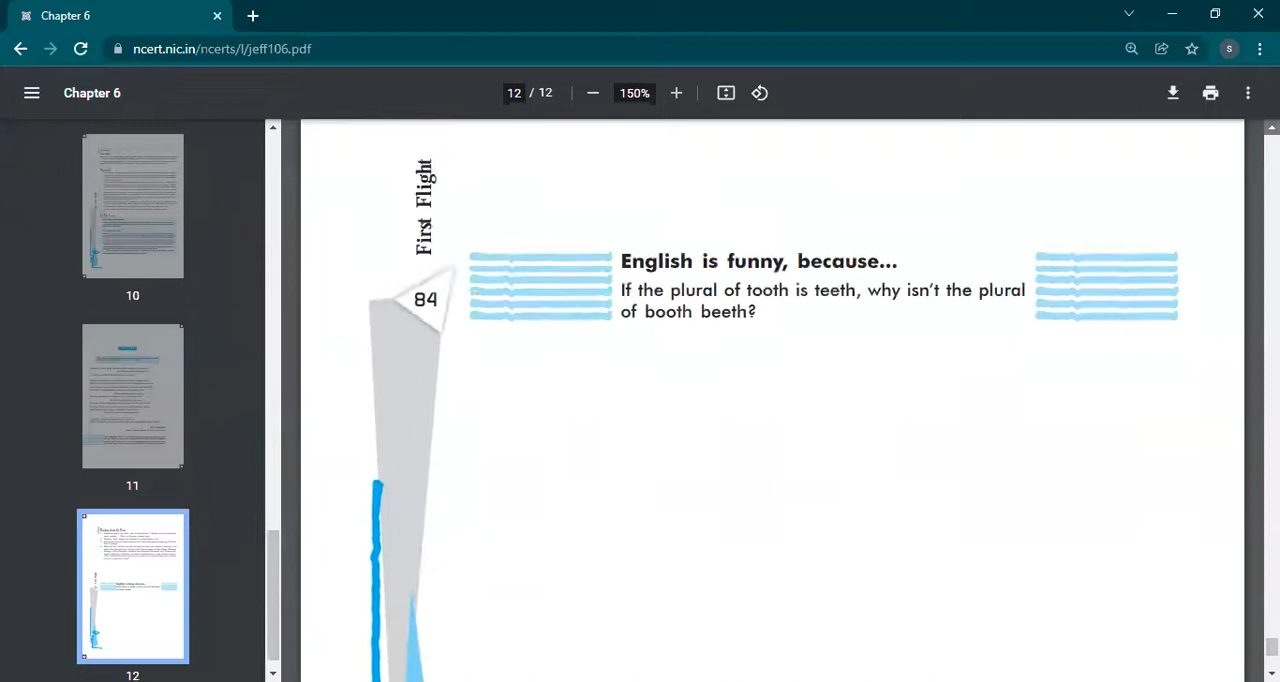 Chapter 6
ncert.nic.in/ncerts/l/jeff106.pdf
S
Chapter 6
12 / 12
150%
10
11
12
First Flight
84
English is funny, because...
If the plural of tooth is teeth, why isn't the plural
of booth beeth?